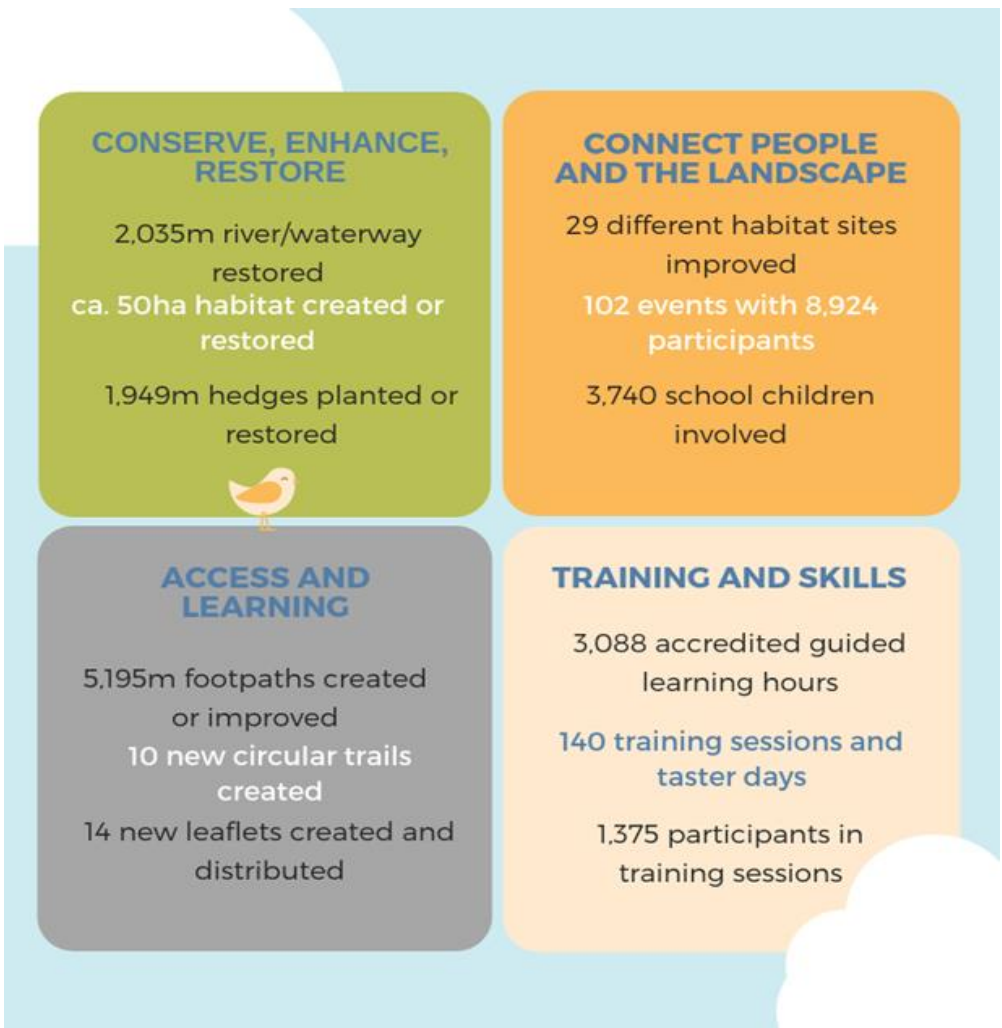 CONSERVE, ENHANCE,
RESTORE
2,035m river/waterway
restored
ca. 50ha habitat created or
restored
1,949m hedges planted or
restored
CONNECT PEOPLE
AND THE LANDSCAPE
29 different habitat sites
improved
102 events with 8,924
participants
3,740 school children
involved
ACCESS AND
LEARNING
5,195m footpaths created
or improved
10 new circular trails
created
14 new leaflets created and
distributed
TRAINING AND SKILLS
3,088 accredited guided
learning hours
140 training sessions and
taster days
1,375 participants in
training sessions